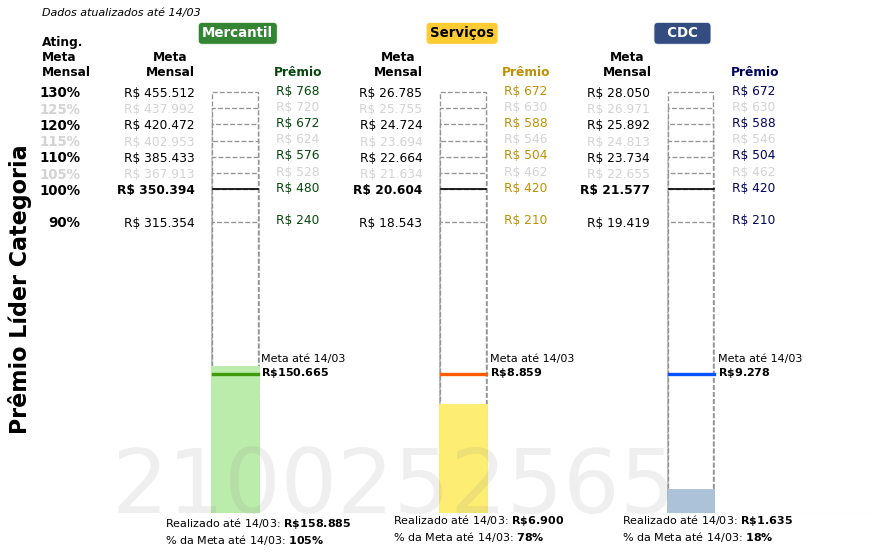 Dados atualizados até 14/03
Mercantil Serviços CDC
Ating. Meta Mensal Meta Mensal Prêmio Meta Mensal Prêmio Meta Mensal Prêmio
130% R$ 455.512 R$ 768 R$ 26.785 R$ 672 R$ 28.050 R$ 672
125% R$ 437.992 R$ 720 R$ 25.755 R$ 630 R$ 26.971 R$ 630
120% R$ 420.472 R$ 672 R$ 24.724 R$ 588 R$ 25.892 R$ 588
115% R$ 402.953 R$ 624 R$ 23.694 R$ 546 R$ 24.813 R$ 546
110% R$ 385.433 R$ 576 R$ 22.664 R$ 504 R$ 23.734 R$ 504
105% R$ 367.913 R$ 528 R$ 21.634 R$ 462 R$ 22.655 R$ 462
100% R$ 350.394 R$ 480 R$ 20.604 R$ 420 R$ 21.577 R$ 420
90% R$ 315.354 R$ 240 R$ 18.543 R$ 210 R$ 19.419 R$ 210
Prêmio Líder Categoria
Meta até 14/03 Meta até 14/03 Meta até 14/03
R$150.665 R$8.859 R$9.278
2100252565
Realizado até 14/03: R$158.885 Realizado até 14/03: R$6.900 Realizado até 14/03: R$1.635
% da Meta até 14/03: 105% % da Meta até 14/03: 78% % da Meta até 14/03: 18%